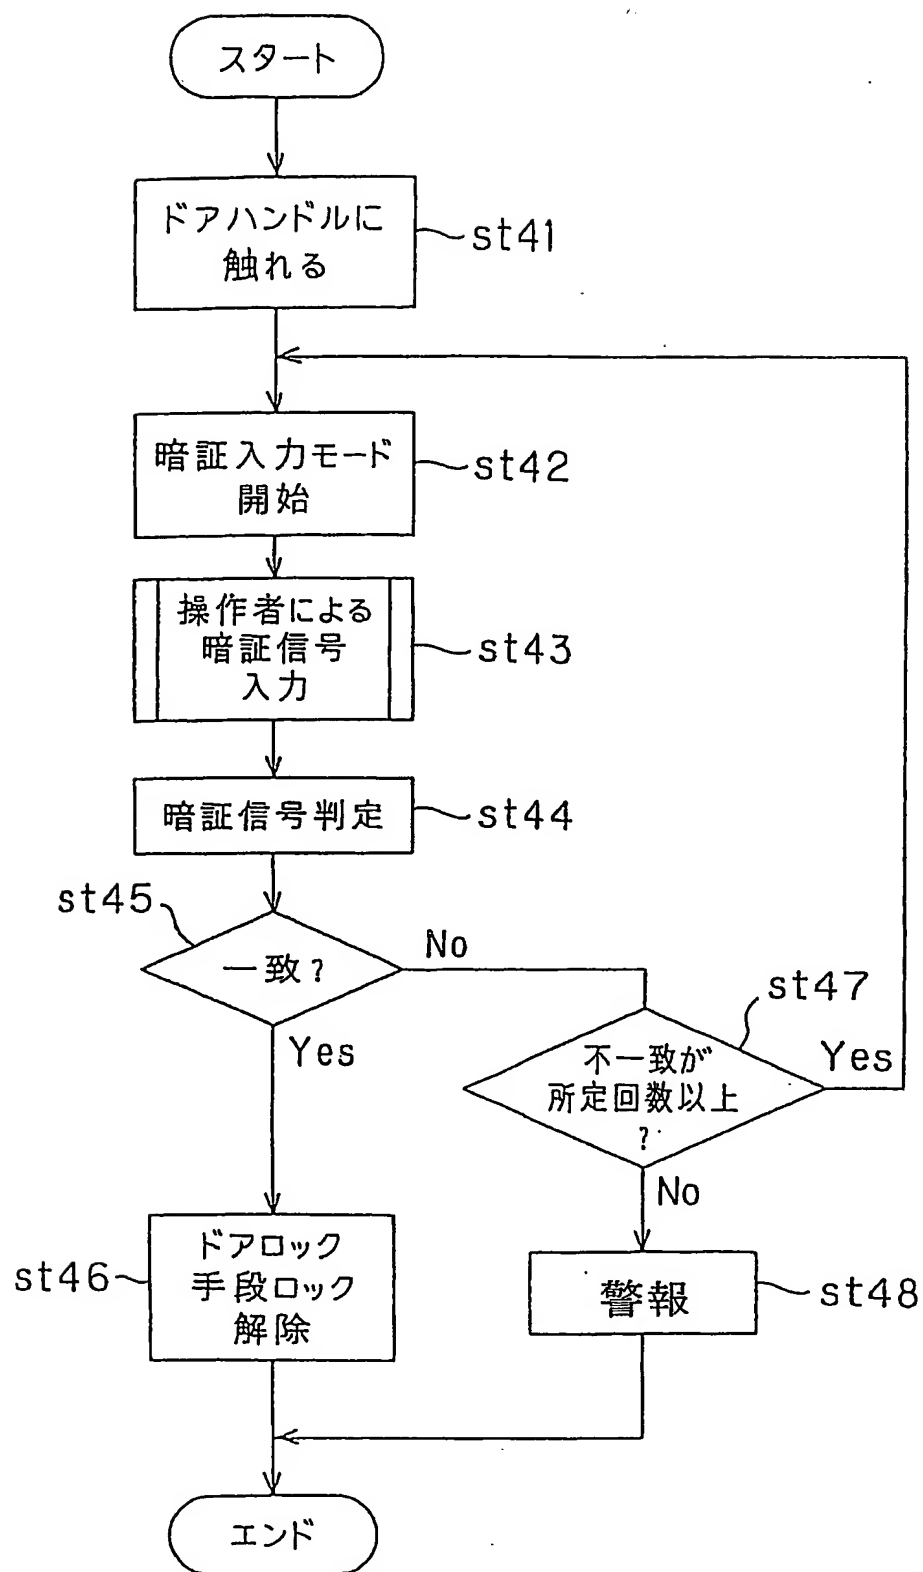 スタート
ドアハンドルに
触れる
st41
暗証入力モード
開始
st42
操作者による
暗証信号
入力
st43
暗証信号判定
st44
st45
一致?
No
Yes
st47
不一致が
所定回数以上
?
Yes
No
st46
ドアロック
手段ロック
解除
警報
st48
エンド